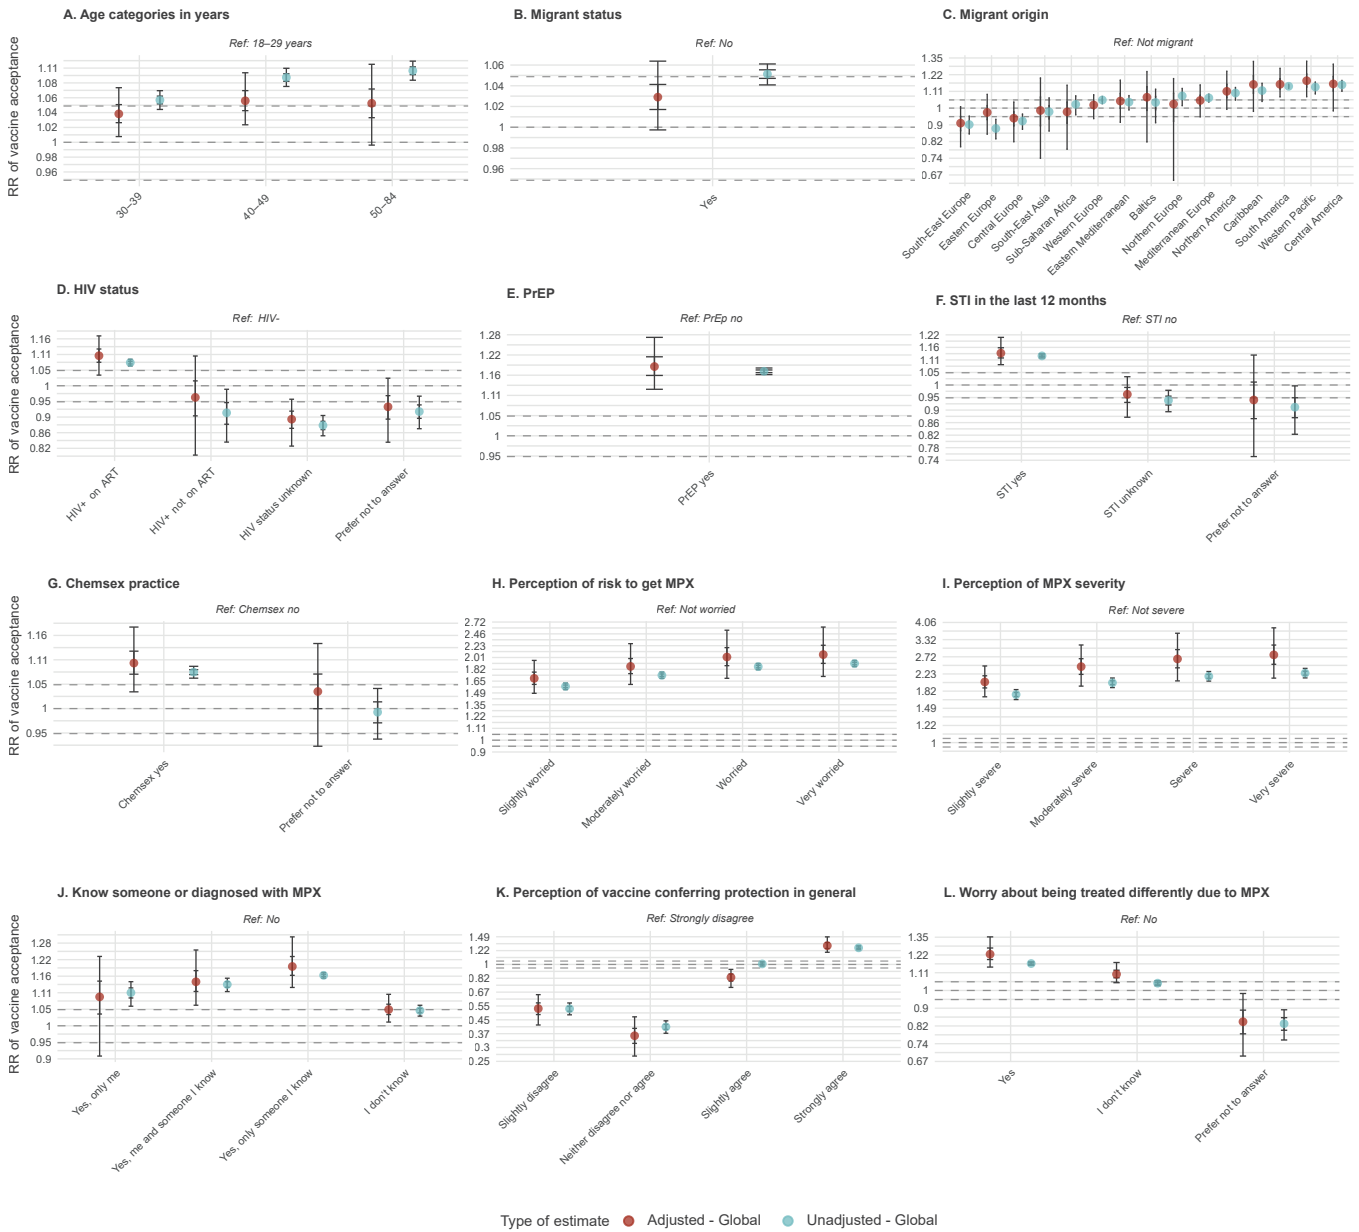 A. Age categories in years
Ref: 18–29 years
RR of vaccine acceptance
1.11
1.08
1.06
1.04
1.02
1
0.98
0.96
30–39
40–49
50–84
B. Migrant status
Ref: No
1.06
1.04
1.02
1
0.98
0.96
Yes
C. Migrant origin
Ref: Not migrant
1.35
1.22
1.11
1
0.9
0.82
0.74
0.67
South-East Europe
Eastern Europe
Central Europe
South-East Asia
Sub-Saharan Africa
Western Europe
Eastern Mediterranean
Baltics
Northern Europe
Mediterranean Europe
Northern America
Caribbean
South America
Western Pacific
Central America
D. HIV status
Ref: HIV-
RR of vaccine acceptance
1.16
1.11
1.05
1
0.95
0.9
0.86
0.82
HIV+ on ART
HIV+ not on ART
HIV status unknown
Prefer not to answer
E. PrEP
Ref: PrEp no
1.28
1.22
1.16
1.11
1.05
1
0.95
PrEP yes
F. STI in the last 12 months
Ref: STI no
1.22
1.16
1.11
1.05
1
0.95
0.9
0.86
0.82
0.78
0.74
STI yes
STI unknown
Prefer not to answer
G. Chemsex practice
Ref: Chemsex no
RR of vaccine acceptance
1.16
1.11
1.05
1
0.95
Chemsex yes
Prefer not to answer
H. Perception of risk to get MPX
Ref: Not worried
2.72
2.46
2.23
2.01
1.82
1.65
1.49
1.35
1.22
1.11
1
0.9
Slightly worried
Moderately worried
Worried
Very worried
I. Perception of MPX severity
Ref: Not severe
4.06
3.32
2.72
2.23
1.82
1.49
1.22
1
Slightly severe
Moderately severe
Severe
Very severe
J. Know someone or diagnosed with MPX
Ref: No
RR of vaccine acceptance
1.28
1.22
1.16
1.11
1.05
1
0.95
0.9
Yes, only me
Yes, me and someone I know
Yes, only someone I know
I don't know
K. Perception of vaccine conferring protection in general
Ref: Strongly disagree
1.49
1.22
1
0.82
0.67
0.55
0.45
0.37
0.3
0.25
Slightly disagree
Neither disagree nor agree
Slightly agree
Strongly agree
L. Worry about being treated differently due to MPX
Ref: No
1.35
1.22
1.11
1
0.9
0.82
0.74
0.67
Yes
I don't know
Prefer not to answer
Type of estimate
Adjusted - Global
Unadjusted - Global